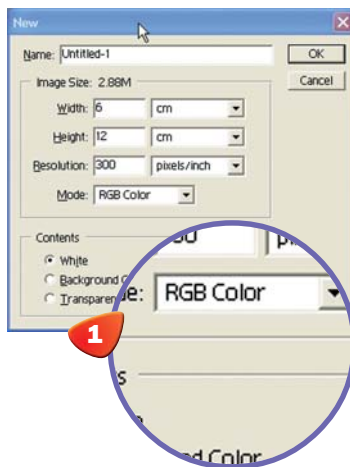 New
Name: Untitled-1
OK
Cancel
Image Size: 2.88M
Width: 6 cm
Height: 12 cm
Resolution: 300 pixels/inch
Mode: RGB Color
Contents
White
Background
Transparen
e: RGB Color
1
s
nd Color